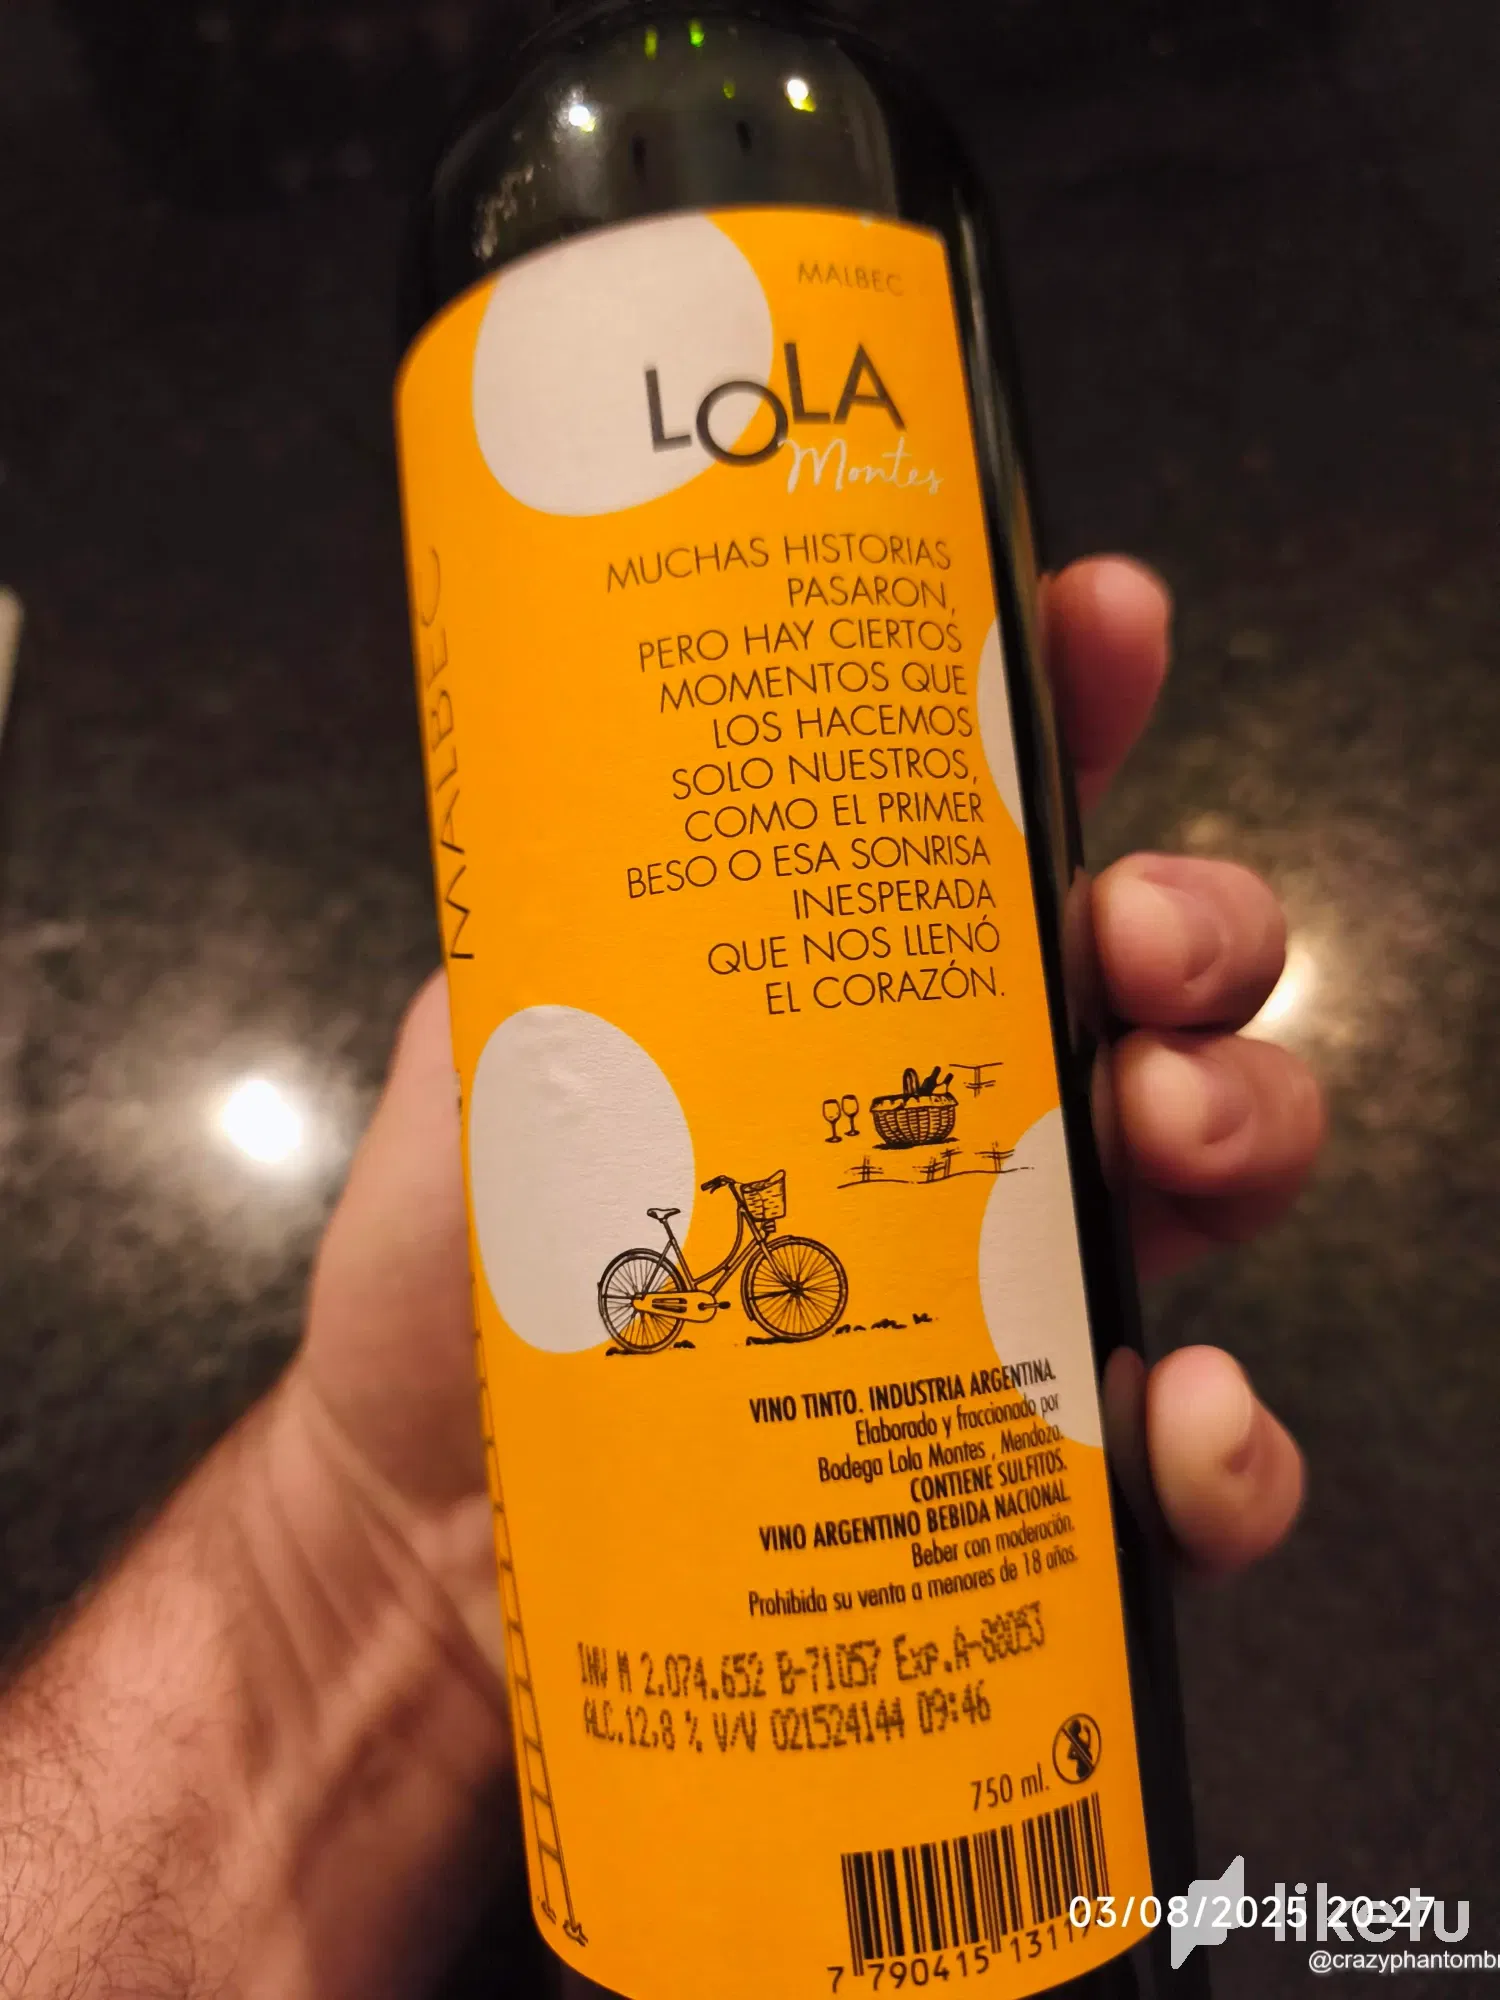 MALBEC
LOLA
Montes
MUCHAS HISTORIAS
PASARON,
PERO HAY CIERTOS
MOMENTOS QUE
LOS HACEMOS
SOLO NUESTROS,
COMO EL PRIMER
BESO O ESA SONRISA
INESPERADA
QUE NOS LLENÓ
EL CORAZÓN.
MALBEC
VINO TINTO. INDUSTRIA ARGENTINA.
Elaborado y fraccionado por
Bodega Lola Montes , Mendoza.
CONTIENE SULFITOS.
VINO ARGENTINO BEBIDA NACIONAL.
Beber con moderación.
Prohibida su venta a menores de 18 años.
INV M 2.074.652 B-71057 Exp.A-
ALC.12,8 % V/V 021524144 09:46
750 ml.
7 790415
03/08/2025 20:27
liketu